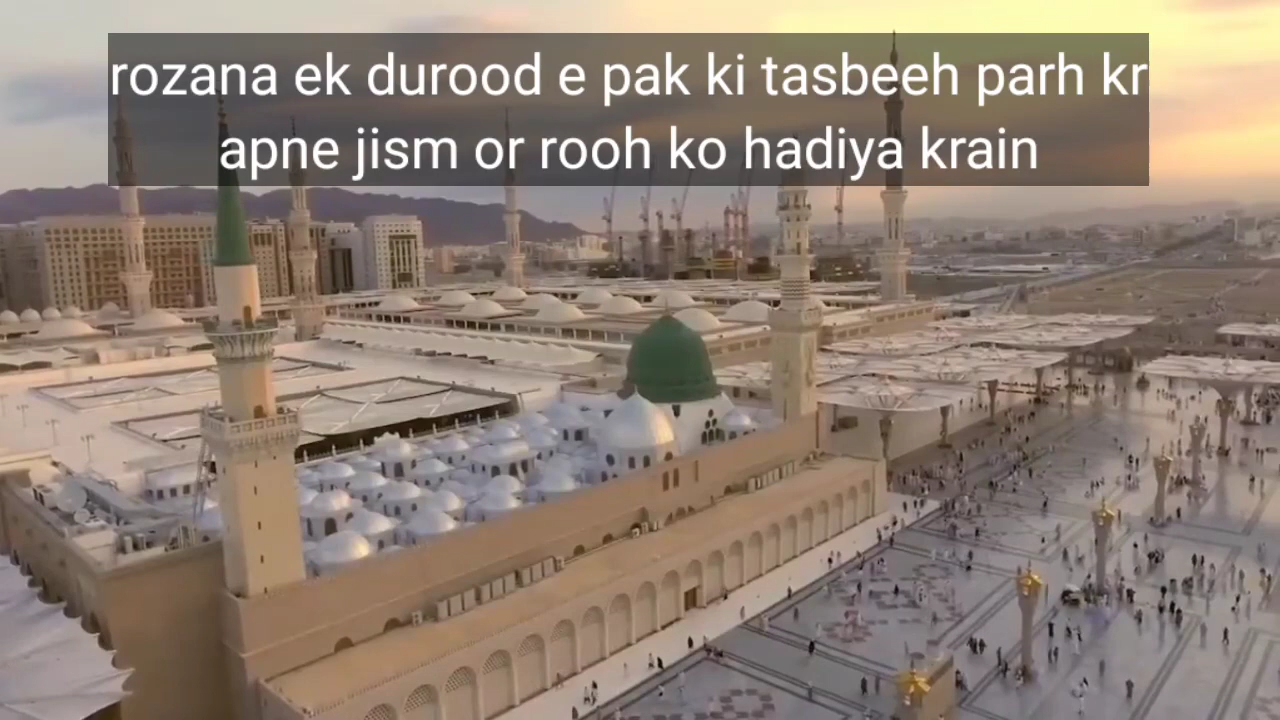 rozana ek durood e pak ki tasbeeh parh kr
apne jism or rooh ko hadiya krain